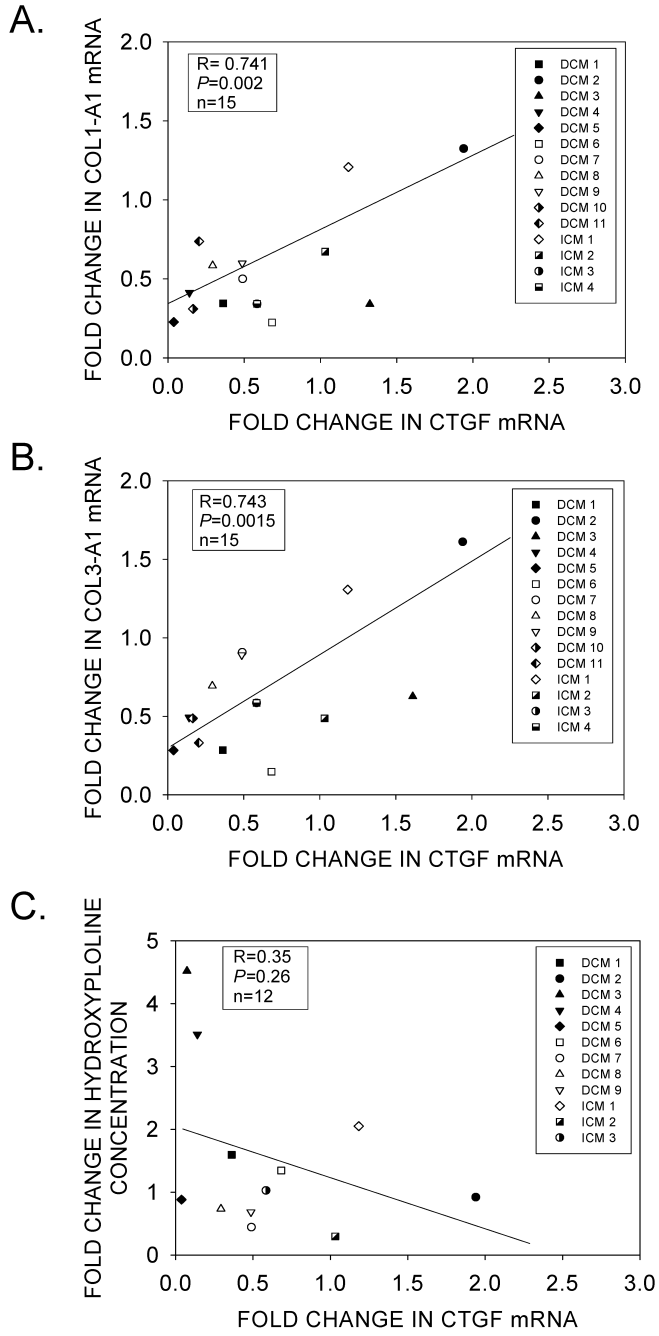 A.
FOLD CHANGE IN COL1-A1 mRNA
2.0
1.5
1.0
0.5
0.0
R= 0.741
P=0.002
n=15
DCM 1
DCM 2
DCM 3
DCM 4
DCM 5
DCM 6
DCM 7
DCM 8
DCM 9
DCM 10
DCM 11
ICM 1
ICM 2
ICM 3
ICM 4
0.0 0.5 1.0 1.5 2.0 2.5 3.0
FOLD CHANGE IN CTGF mRNA
B.
FOLD CHANGE IN COL3-A1 mRNA
2.0
1.5
1.0
0.5
0.0
R=0.743
P=0.0015
n=15
DCM 1
DCM 2
DCM 3
DCM 4
DCM 5
DCM 6
DCM 7
DCM 8
DCM 9
DCM 10
DCM 11
ICM 1
ICM 2
ICM 3
ICM 4
0.0 0.5 1.0 1.5 2.0 2.5 3.0
FOLD CHANGE IN CTGF mRNA
C.
FOLD CHANGE IN HYDROXYPLOLINE
CONCENTRATION
5
4
3
2
1
0
R=0.35
P=0.26
n=12
DCM 1
DCM 2
DCM 3
DCM 4
DCM 5
DCM 6
DCM 7
DCM 8
DCM 9
ICM 1
ICM 2
ICM 3
0.0 0.5 1.0 1.5 2.0 2.5 3.0
FOLD CHANGE IN CTGF mRNA